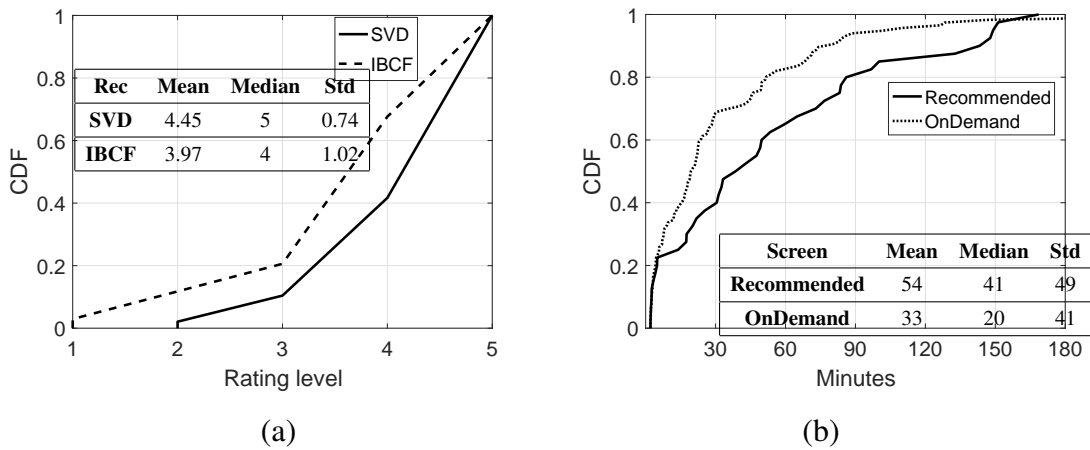 1
0.8
0.6
0.4
0.2
0
CDF
1 2 3 4 5
Rating level
SVD
IBCF
Rec Mean Median Std
SVD 4.45 5 0.74
IBCF 3.97 4 1.02
(a)
1
0.8
0.6
0.4
0.2
0
CDF
30 60 90 120 150 180
Minutes
Recommended
OnDemand
Screen Mean Median Std
Recommended 54 41 49
OnDemand 33 20 41
(b)